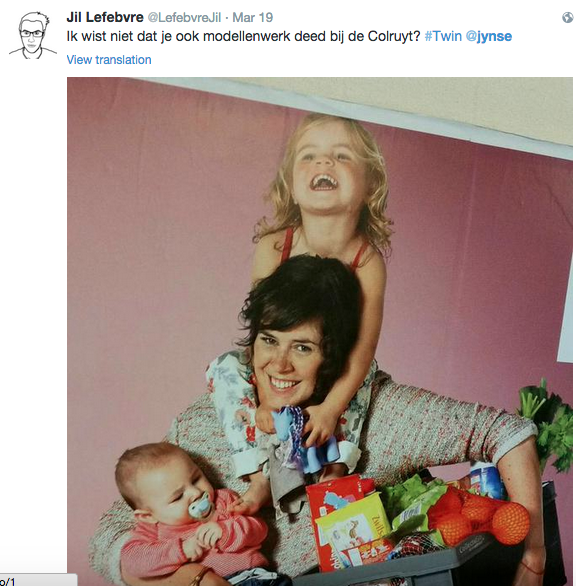 Jil Lefebvre @LefebvreJil · Mar 19
Ik wist niet dat je ook modellenwerk deed bij de Colruyt? #Twin @jynse
View translation
o/1